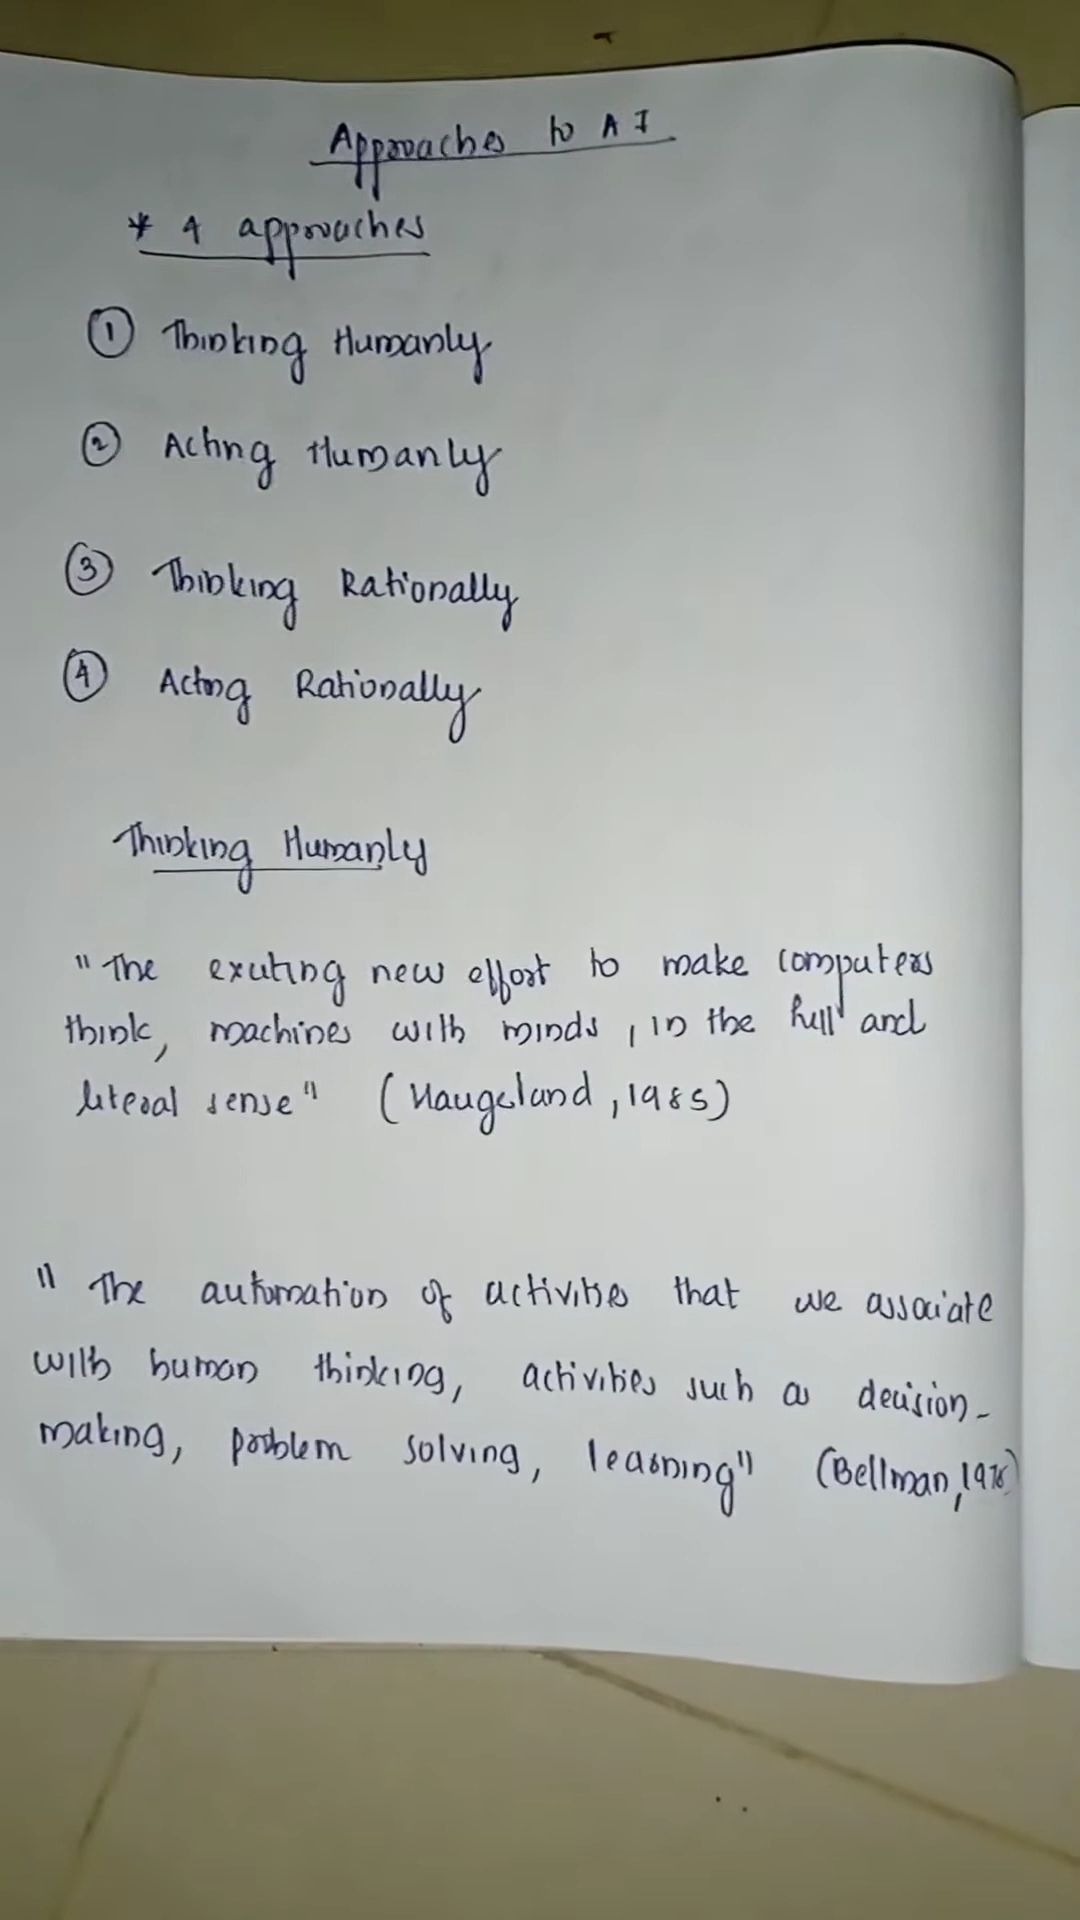 Approaches to AI
* 4 approaches
① Thinking Humanly
② Acting Humanly
③ Thinking Rationally
④ Acting Rationally
Thinking Humanly
"The exciting new effort to make computers
think, machines with minds, in the full and
literal sense" (Haugeland, 1985)
"The automation of activities that we associate
with human thinking, activities such as decision-
making, problem solving, learning" (Bellman, 1978)